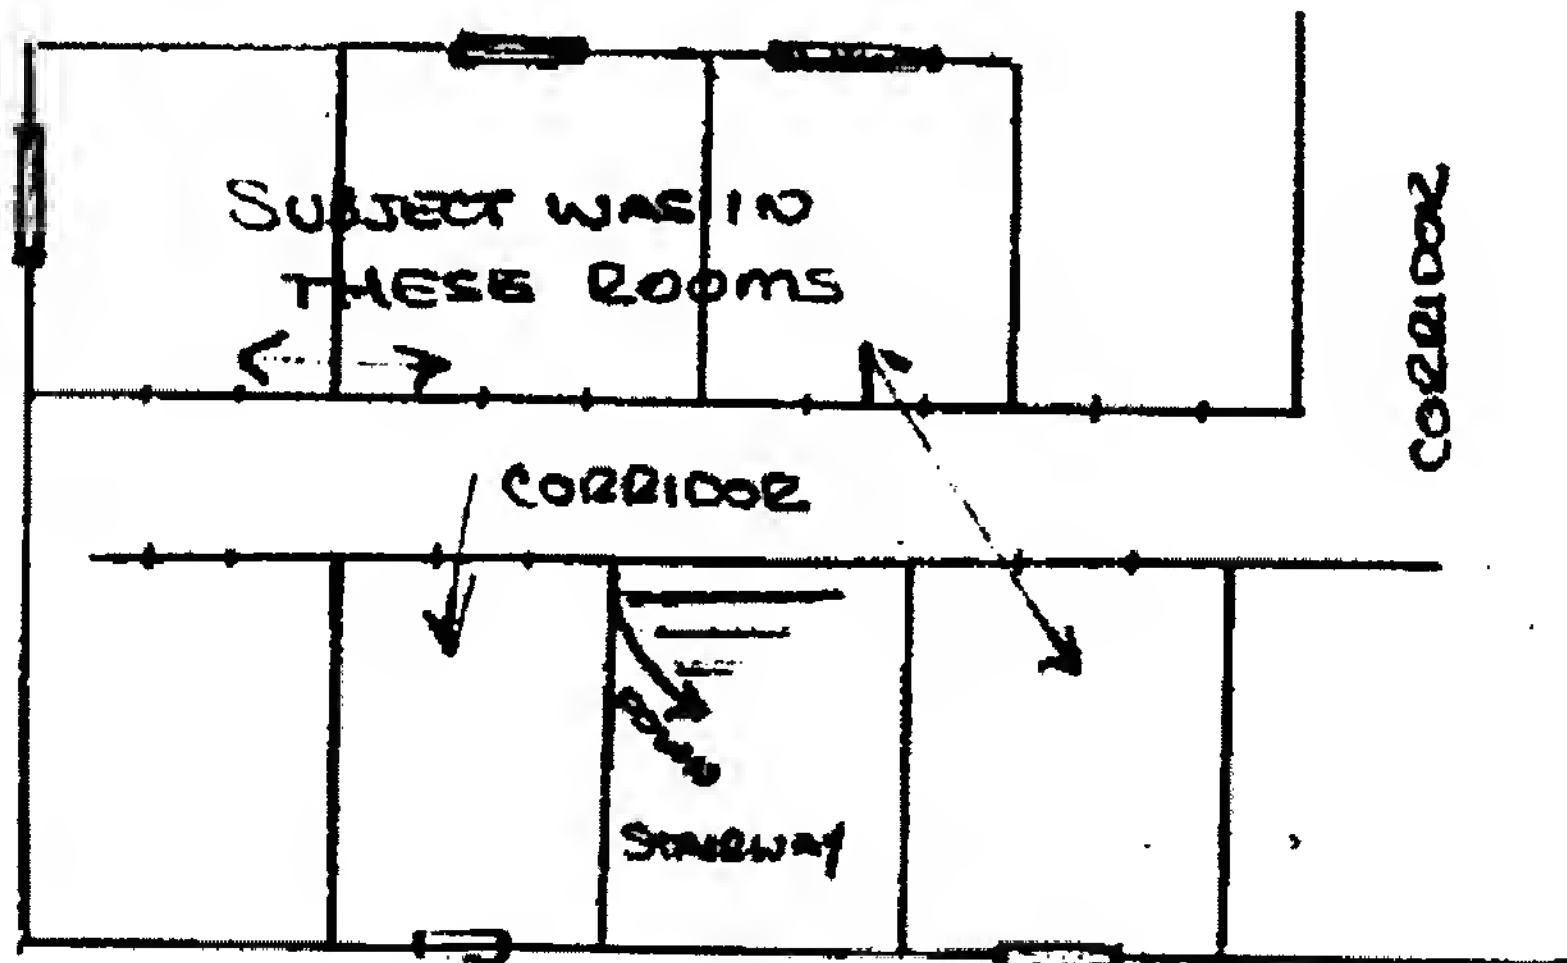 SUBJECT WAS IN
THESE ROOMS
CORRIDOR
CORRIDOR
DOWN
STAIRWAY